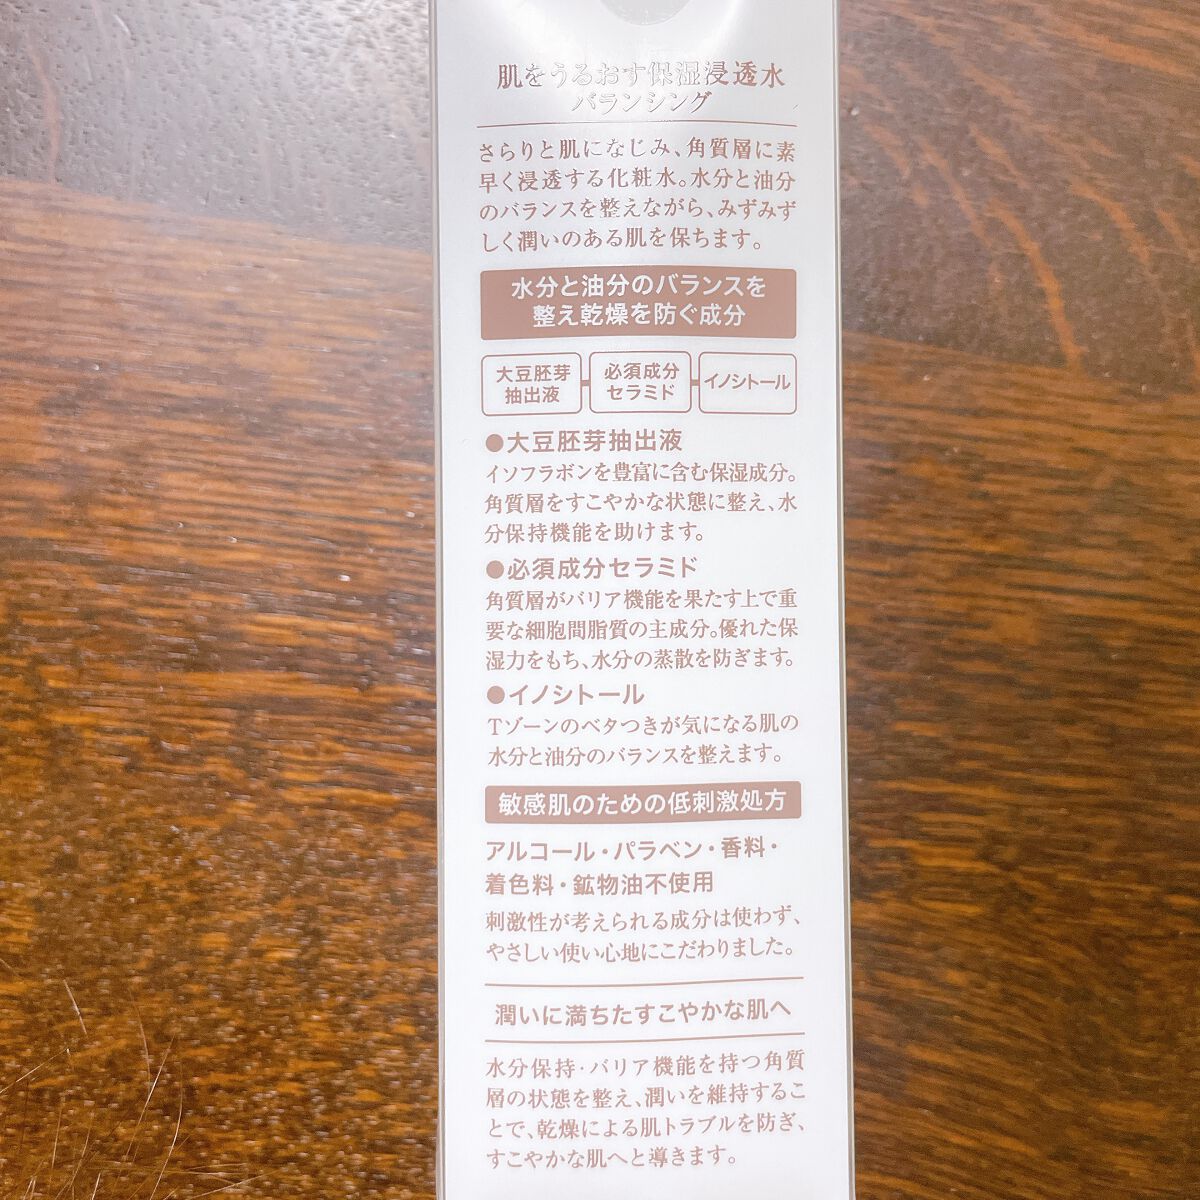 肌をうるおす保湿浸透水
バランシング
さらりと肌になじみ、角質層に素
早く浸透する化粧水。水分と油分
のバランスを整えながら、みずみず
しく潤いのある肌を保ちます。
水分と油分のバランスを
整え乾燥を防ぐ成分
大豆胚芽
抽出液
必須成分
セラミド
イノシトール
●大豆胚芽抽出液
イソフラボンを豊富に含む保湿成分。
角質層をすこやかな状態に整え、水
分保持機能を助けます。
●必須成分セラミド
角質層がバリア機能を果たす上で重
要な細胞間脂質の主成分。優れた保
湿力をもち、水分の蒸散を防ぎます。
●イノシトール
Tゾーンのベタつきが気になる肌の
水分と油分のバランスを整えます。
敏感肌のための低刺激処方
アルコール・パラベン・香料・
着色料・鉱物油不使用
刺激性が考えられる成分は使わず、
やさしい使い心地にこだわりました。
潤いに満ちたすこやかな肌へ
水分保持・バリア機能を持つ角質
層の状態を整え、潤いを維持するこ
とで、乾燥による肌トラブルを防ぎ、
すこやかな肌へと導きます。